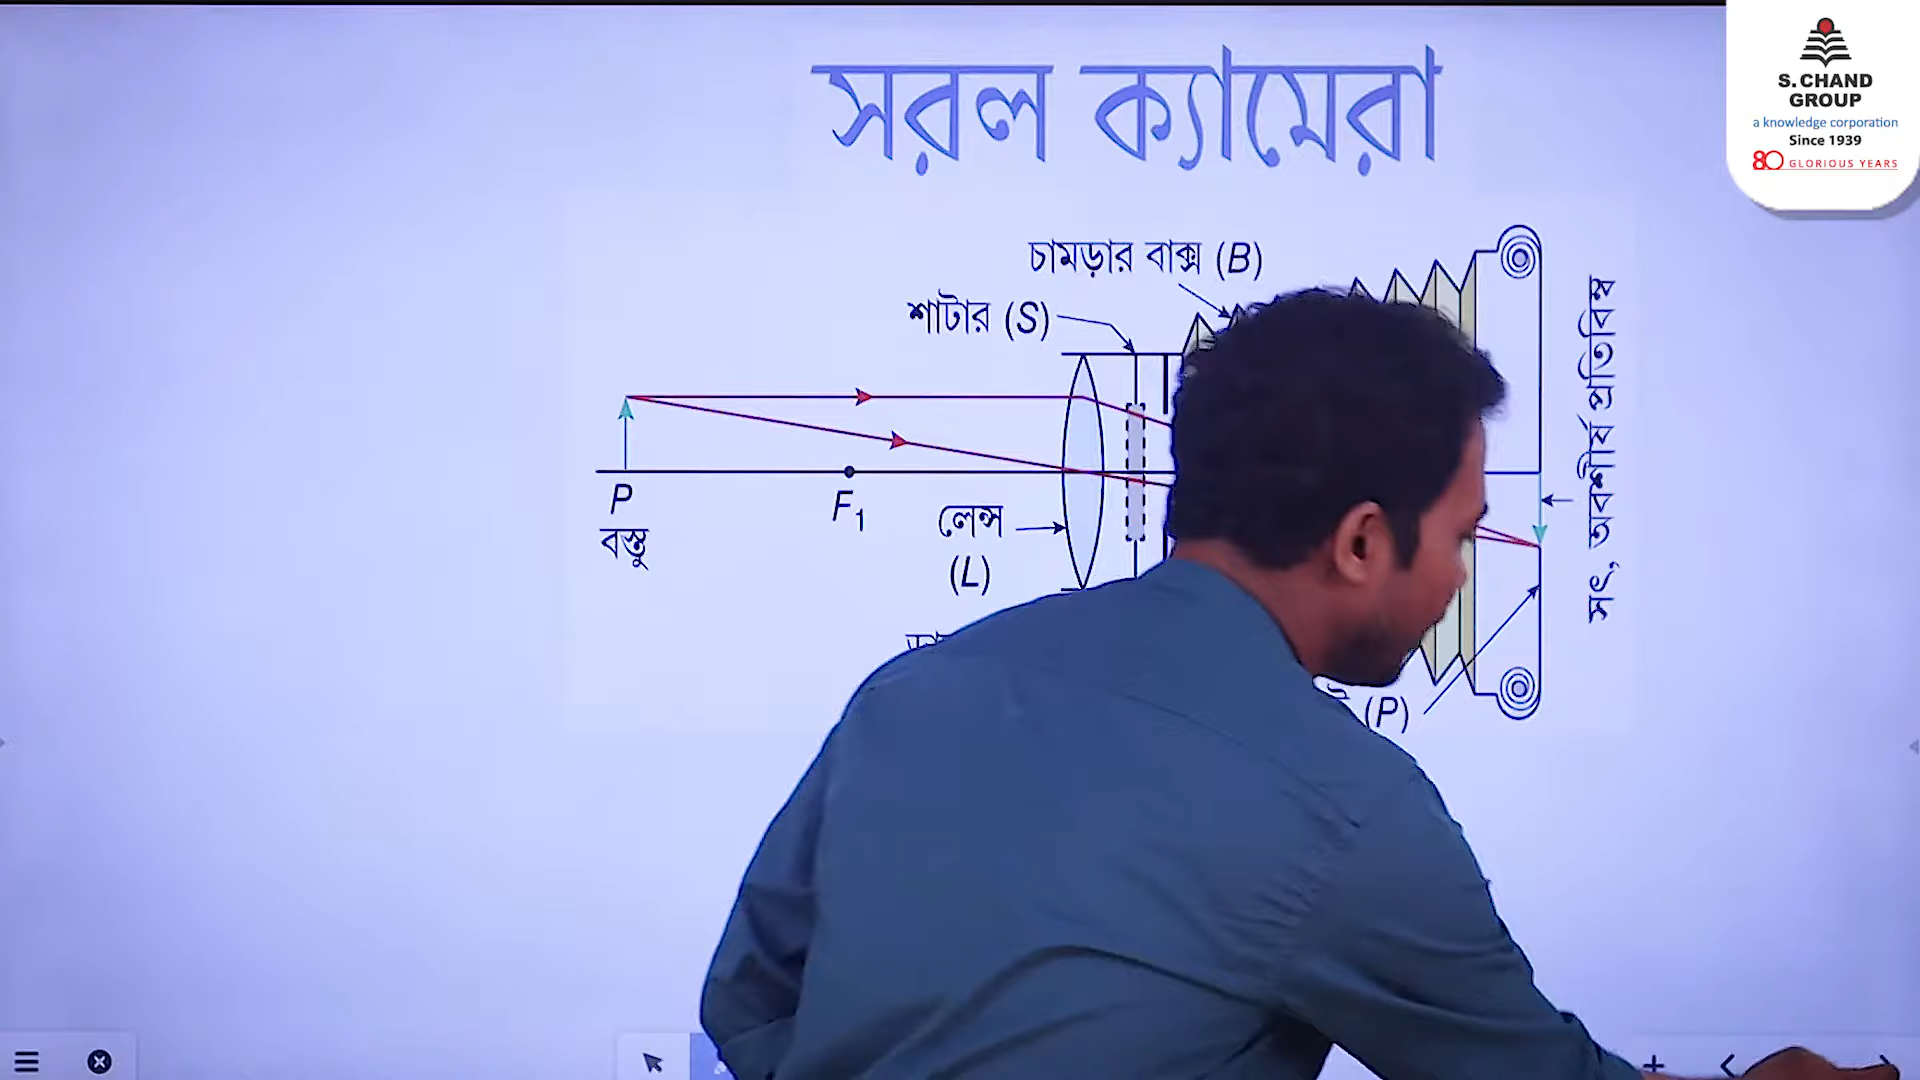 সরল ক্যামেরা
S. CHAND
GROUP
a knowledge corporation
Since 1939
80 GLORIOUS YEARS
চামড়ার বাক্স (B)
শাটার (S)
P
বস্তু
F1
লেন্স
(L)
(P)
সৎ, অবশীর্ষ প্রতিবিম্ব